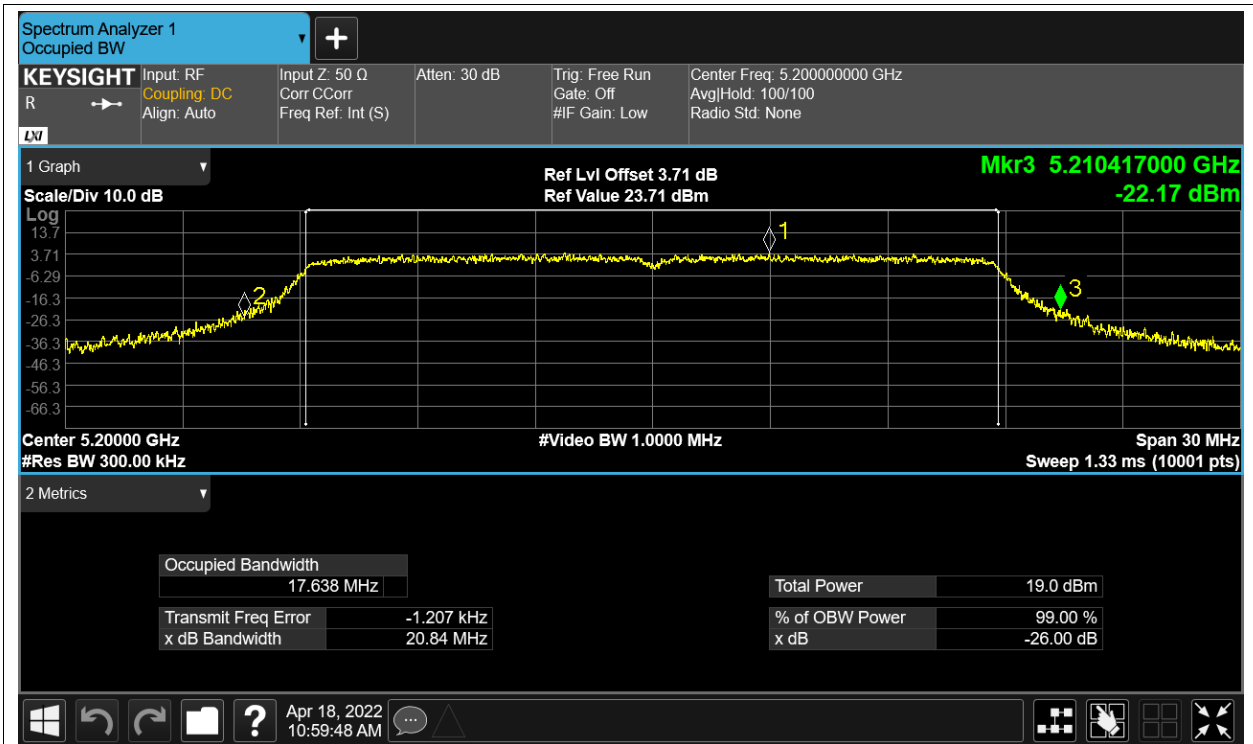 Spectrum Analyzer 1
Occupied BW
+
KEYSIGHT Input: RF Input Z: 50 Ω Atten: 30 dB Trig: Free Run Center Freq: 5.200000000 GHz
R Coupling: DC Corr CCorr Gate: Off Avg|Hold: 100/100
Align: Auto Freq Ref: Int (S) #IF Gain: Low Radio Std: None
LXI
1 Graph
Ref Lvl Offset 3.71 dB Mkr3 5.210417000 GHz
Scale/Div 10.0 dB Ref Value 23.71 dBm -22.17 dBm
Log
13.7
1
3.71
-6.29
2
3
-16.3
-26.3
-36.3
-46.3
-56.3
-66.3
Center 5.20000 GHz #Video BW 1.0000 MHz Span 30 MHz
#Res BW 300.00 kHz Sweep 1.33 ms (10001 pts)
2 Metrics
Occupied Bandwidth
17.638 MHz Total Power 19.0 dBm
Transmit Freq Error -1.207 kHz % of OBW Power 99.00 %
x dB Bandwidth 20.84 MHz x dB -26.00 dB
? Apr 18, 2022
10:59:48 AM